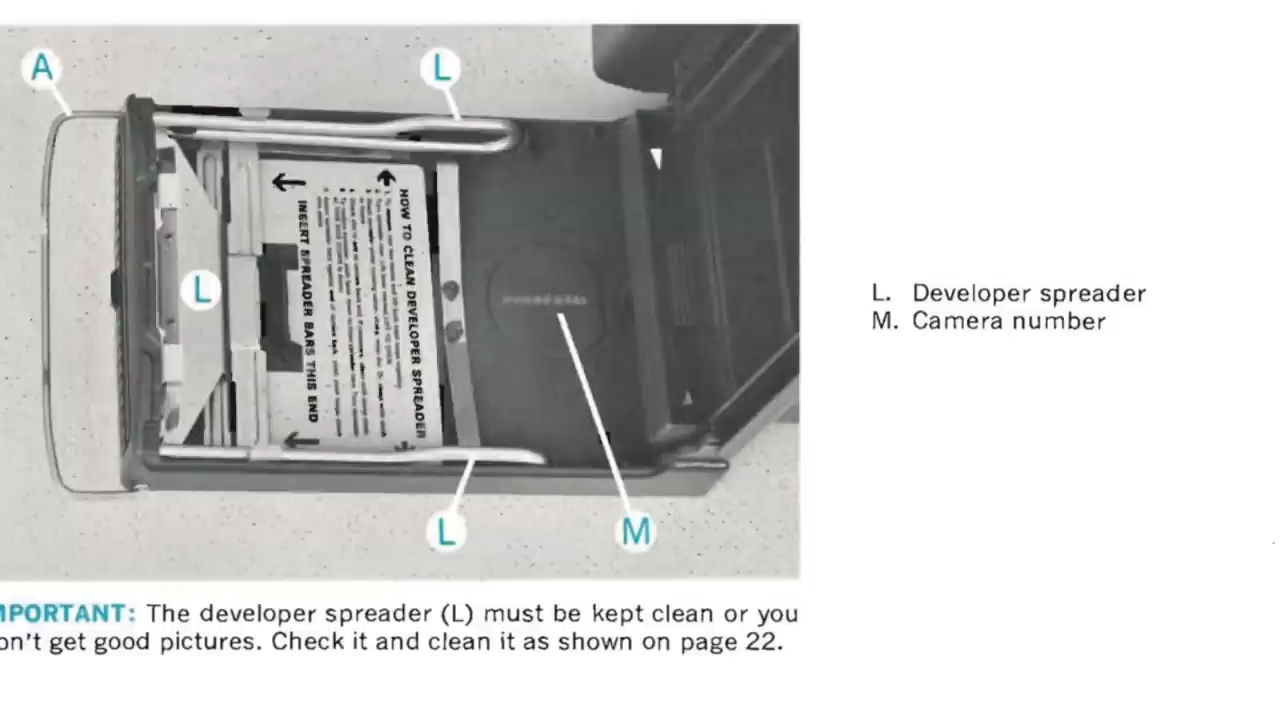 A
L
HOW TO CLEAN DEVELOPER SPREADER
INSERT SPREADER BARS THIS END
L
L
M
L. Developer spreader
M. Camera number
MPORTANT: The developer spreader (L) must be kept clean or you
on't get good pictures. Check it and clean it as shown on page 22.